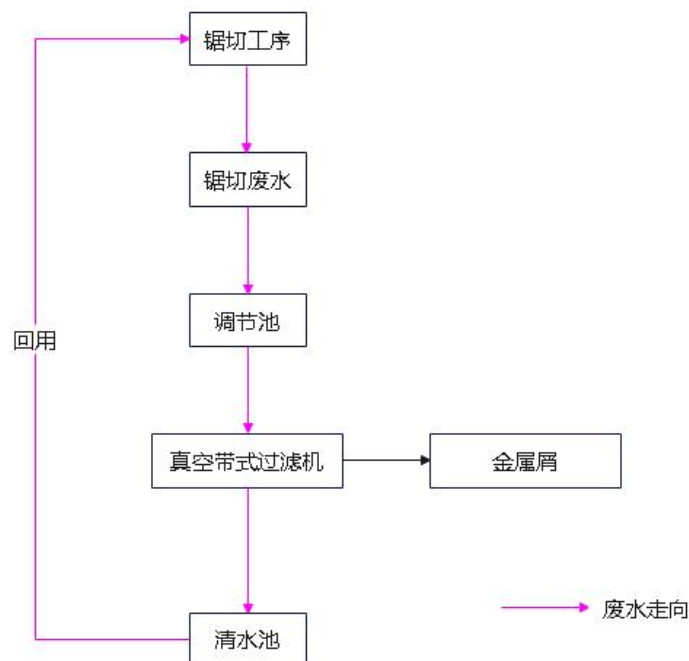 锯切工序
锯切废水
调节池
回用
真空带式过滤机
金属屑
废水走向
清水池